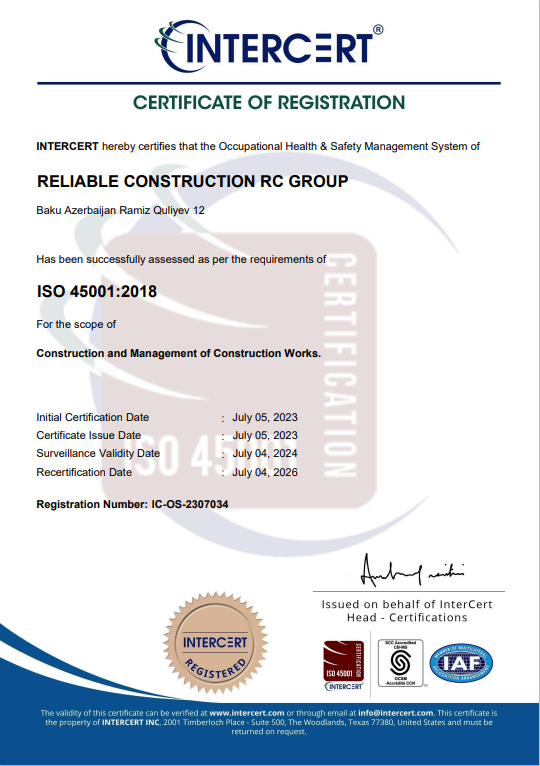 INTERCERT®
CERTIFICATE OF REGISTRATION
INTERCERT hereby certifies that the Occupational Health & Safety Management System of
RELIABLE CONSTRUCTION RC GROUP
Baku Azerbaijan Ramiz Quliyev 12
Has been successfully assessed as per the requirements of
ISO 45001:2018
For the scope of
Construction and Management of Construction Works.
CERTIFICATION
ISO 45001
Initial Certification Date : July 05, 2023
Certificate Issue Date : July 05, 2023
Surveillance Validity Date : July 04, 2024
Recertification Date : July 04, 2026
Registration Number: IC-OS-2307034
Issued on behalf of InterCert
Head - Certifications
INTERCERT
REGISTERED
CERTIFICATION
ISO 45001
INTERCERT
SCC Accredited
CB-MS
OCSM
Accrédité CCN
MEMBER OF MULTILATERAL
IAF
RECOGNITION ARRANGEMENT
The validity of this certificate can be verified at www.intercert.com or through email at info@intercert.com. This certificate is
the property of INTERCERT INC, 2001 Timberloch Place - Suite 500, The Woodlands, Texas 77380, United States and must be
returned on request.